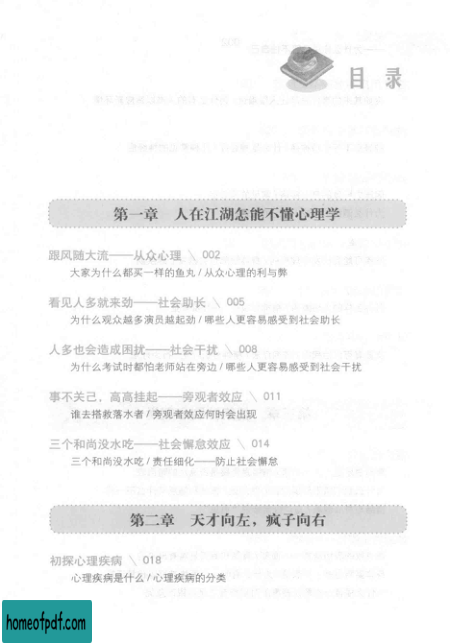 目 录
第一章 人在江湖怎能不懂心理学
跟风随大流——从众心理 \ 002
大家为什么都买一样的鱼丸 / 从众心理的利与弊
看见人多就来劲——社会助长 \ 005
为什么观众越多演员越起劲 / 哪些人更容易感受到社会助长
人多也会造成困扰——社会干扰 \ 008
为什么考试时都怕老师站在旁边 / 哪些人更容易感受到社会干扰
事不关己，高高挂起——旁观者效应 \ 011
谁去搭救落水者 / 旁观者效应何时会出现
三个和尚没水吃——社会懈怠效应 \ 014
三个和尚没水吃 / 责任细化——防止社会懈怠
第二章 天才向左，疯子向右
初探心理疾病 \ 018
心理疾病是什么 / 心理疾病的分类
homeofpdf.com